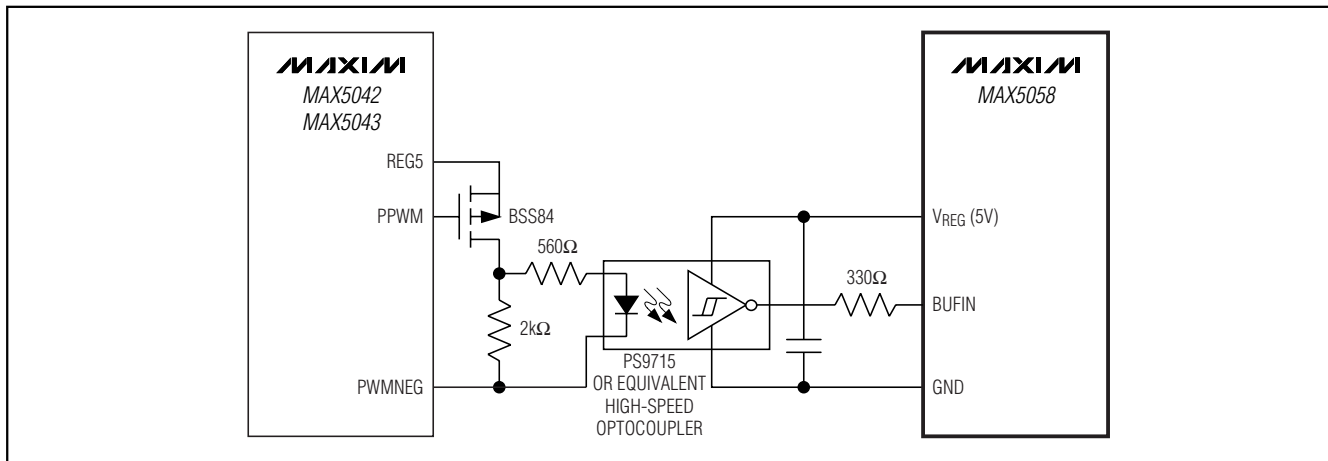 MAXIM
MAX5042
MAX5043
REG5
PPWM
PWMNEG
BSS84
560Ω
2kΩ
PS9715
OR EQUIVALENT
HIGH-SPEED
OPTOCOUPLER
330Ω
MAXIM
MAX5058
VREG (5V)
BUFIN
GND